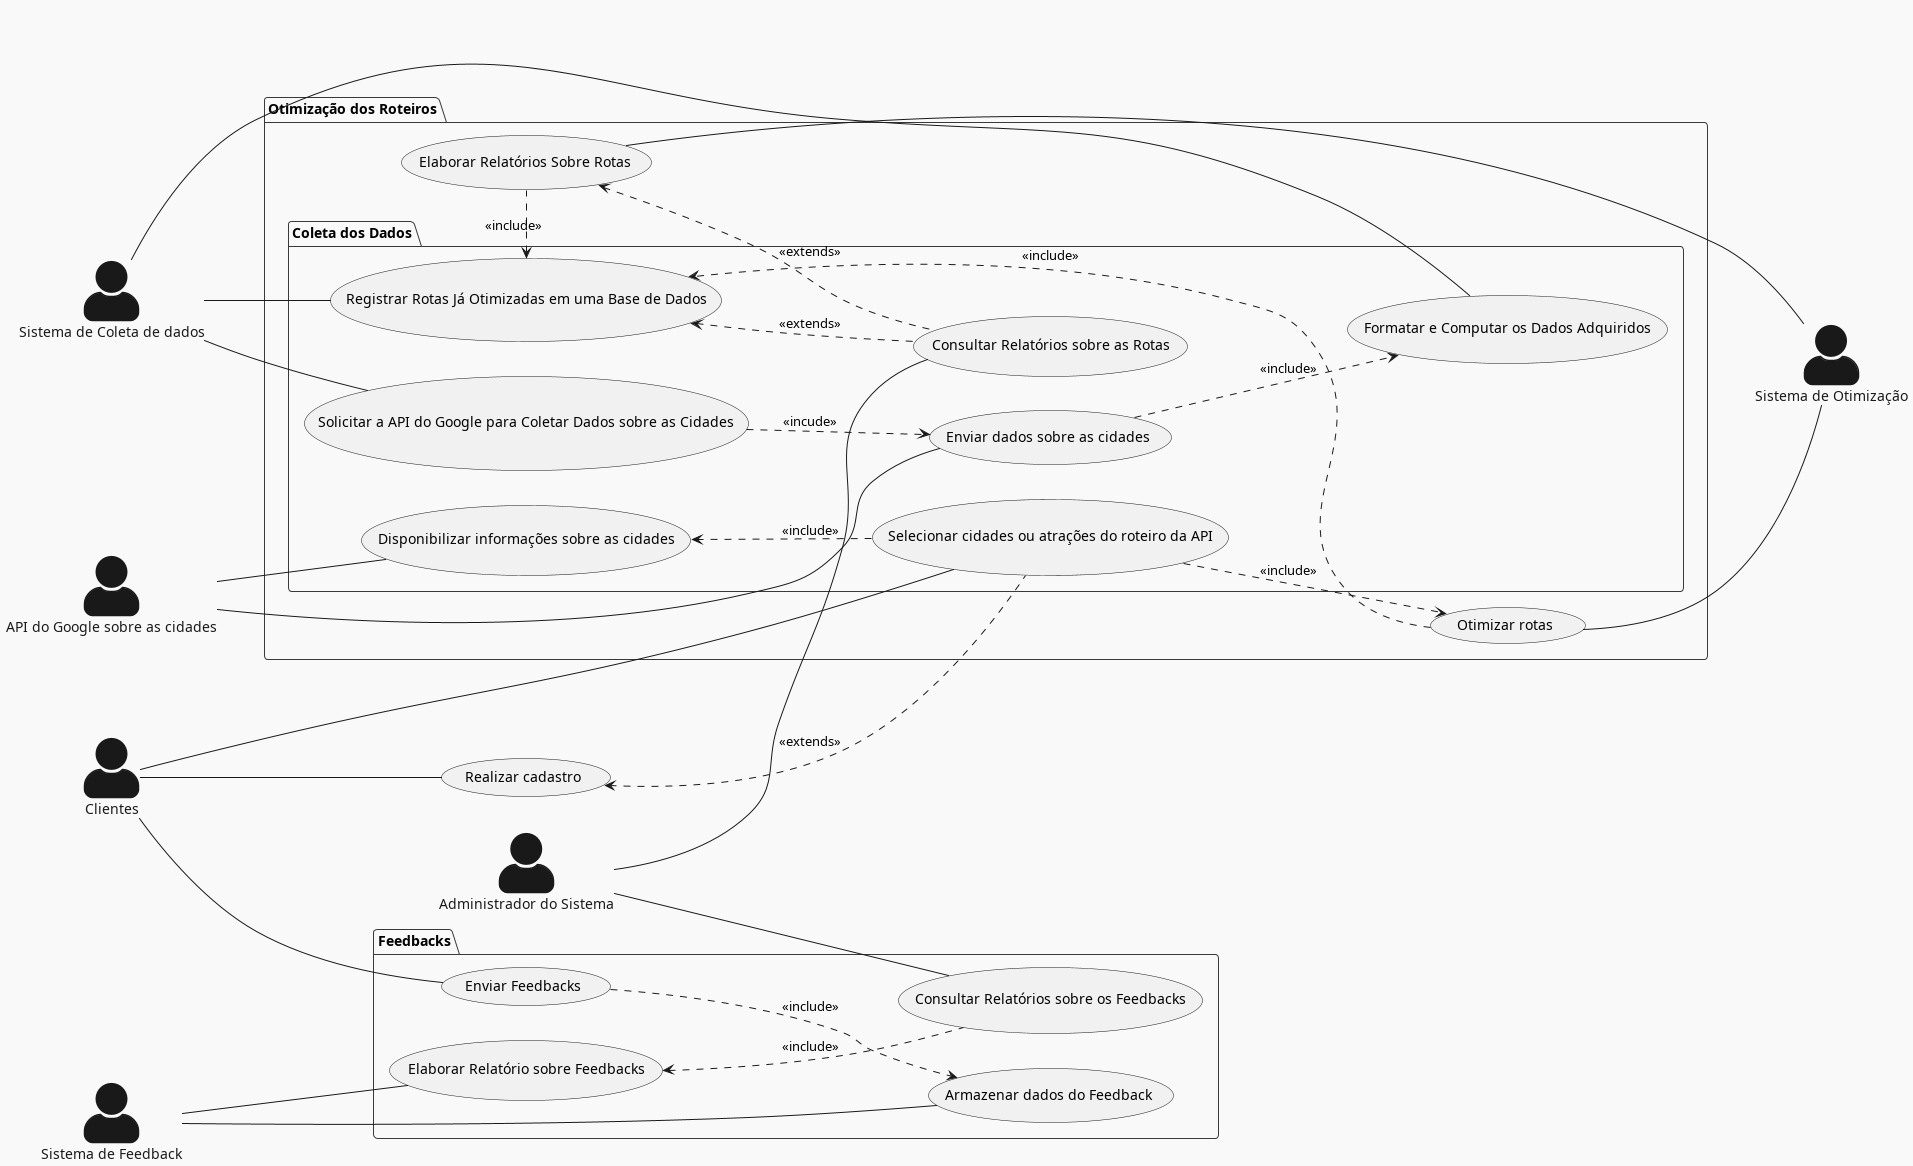 Otimização dos Roteiros
Elaborar Relatórios Sobre Rotas
«include»
Coleta dos Dados
«extends»
«include»
Registrar Rotas Já Otimizadas em uma Base de Dados
«extends»
Formatar e Computar os Dados Adquiridos
Sistema de Coleta de dados
Consultar Relatórios sobre as Rotas
«include»
Sistema de Otimização
Solicitar a API do Google para Coletar Dados sobre as Cidades
«incude»
Enviar dados sobre as cidades
Disponibilizar informações sobre as cidades
«include»
Selecionar cidades ou atrações do roteiro da API
«include»
API do Google sobre as cidades
Otimizar rotas
«extends»
Realizar cadastro
Clientes
Administrador do Sistema
Feedbacks
Enviar Feedbacks
«include»
Consultar Relatórios sobre os Feedbacks
«include»
Elaborar Relatório sobre Feedbacks
Armazenar dados do Feedback
Sistema de Feedback